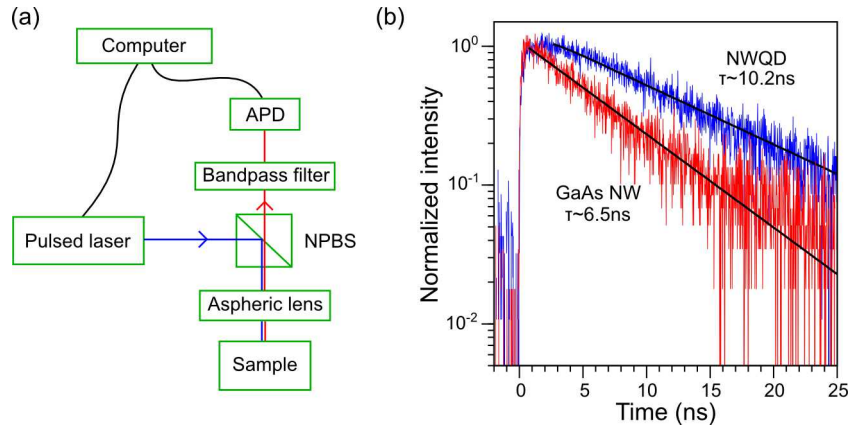 (a)
Computer
APD
Bandpass filter
Pulsed laser
NPBS
Aspheric lens
Sample
(b)
Normalized intensity
10⁰
10⁻¹
10⁻²
NWQD
τ~10.2ns
GaAs NW
τ~6.5ns
0 5 10 15 20 25
Time (ns)